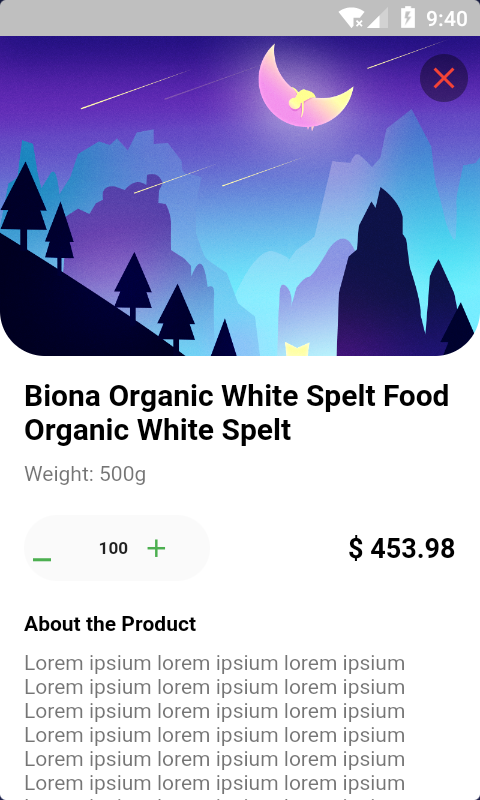 9:40
Biona Organic White Spelt Food
Organic White Spelt
Weight: 500g
100
$ 453.98
About the Product
Lorem ipsium lorem ipsium lorem ipsium
Lorem ipsium lorem ipsium lorem ipsium
Lorem ipsium lorem ipsium lorem ipsium
Lorem ipsium lorem ipsium lorem ipsium
Lorem ipsium lorem ipsium lorem ipsium
Lorem ipsium lorem ipsium lorem ipsium